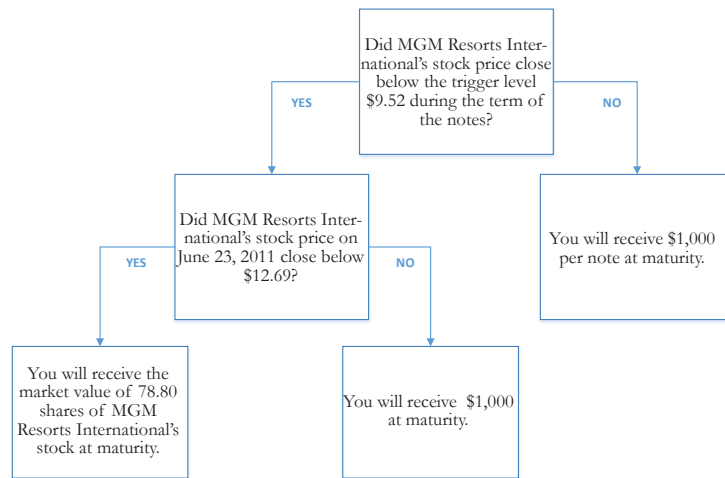 Did MGM Resorts Inter-
national's stock price close
below the trigger level
$9.52 during the term of
the notes?
YES
NO
Did MGM Resorts Inter-
national's stock price on
June 23, 2011 close below
$12.69?
You will receive $1,000
per note at maturity.
YES
NO
You will receive the
market value of 78.80
shares of MGM
Resorts International's
stock at maturity.
You will receive $1,000
at maturity.